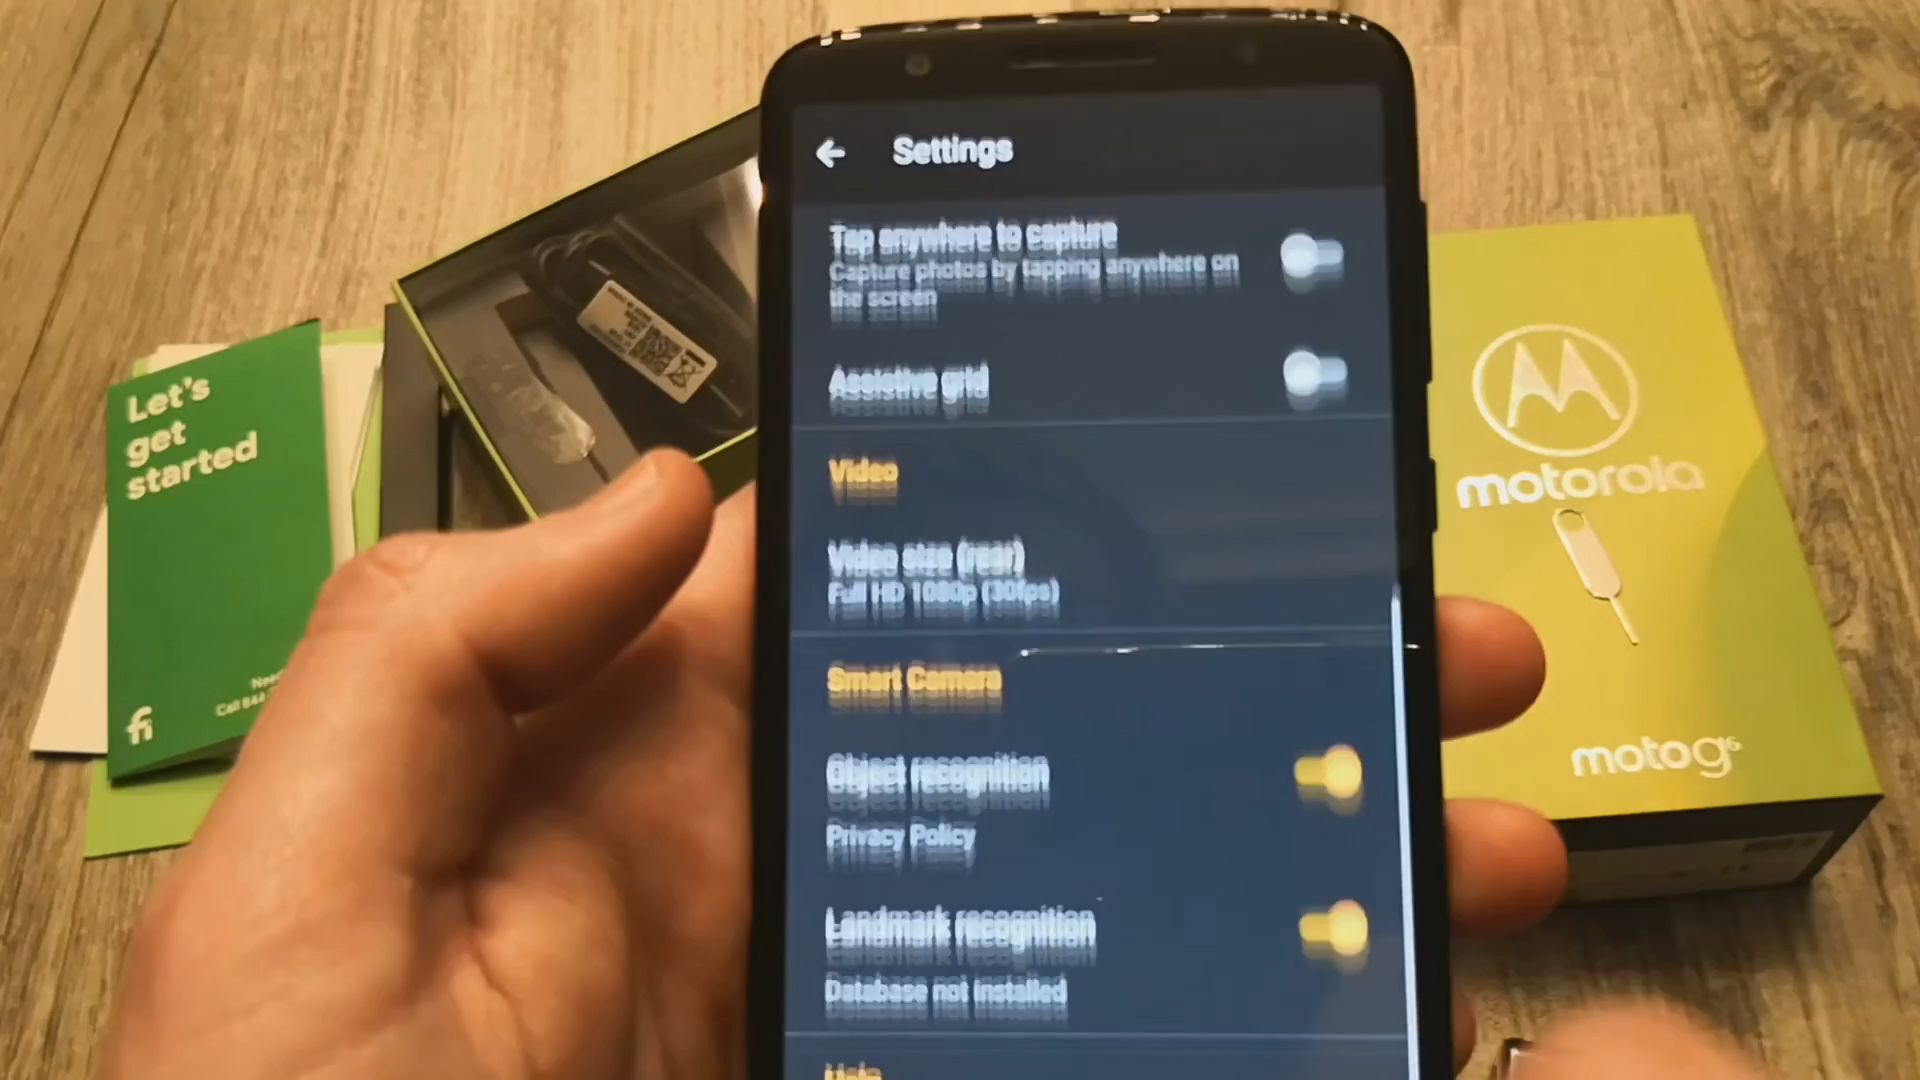 Settings
Tap anywhere to capture
Capture photos by tapping anywhere on
the screen
Assistive grid
Video
Video size (rear)
Full HD 1080p (30fps)
Smart Camera
Object recognition
Privacy Policy
Landmark recognition
Database not installed
Help
Let's
get
started
Call
fi
motorola
moto g6